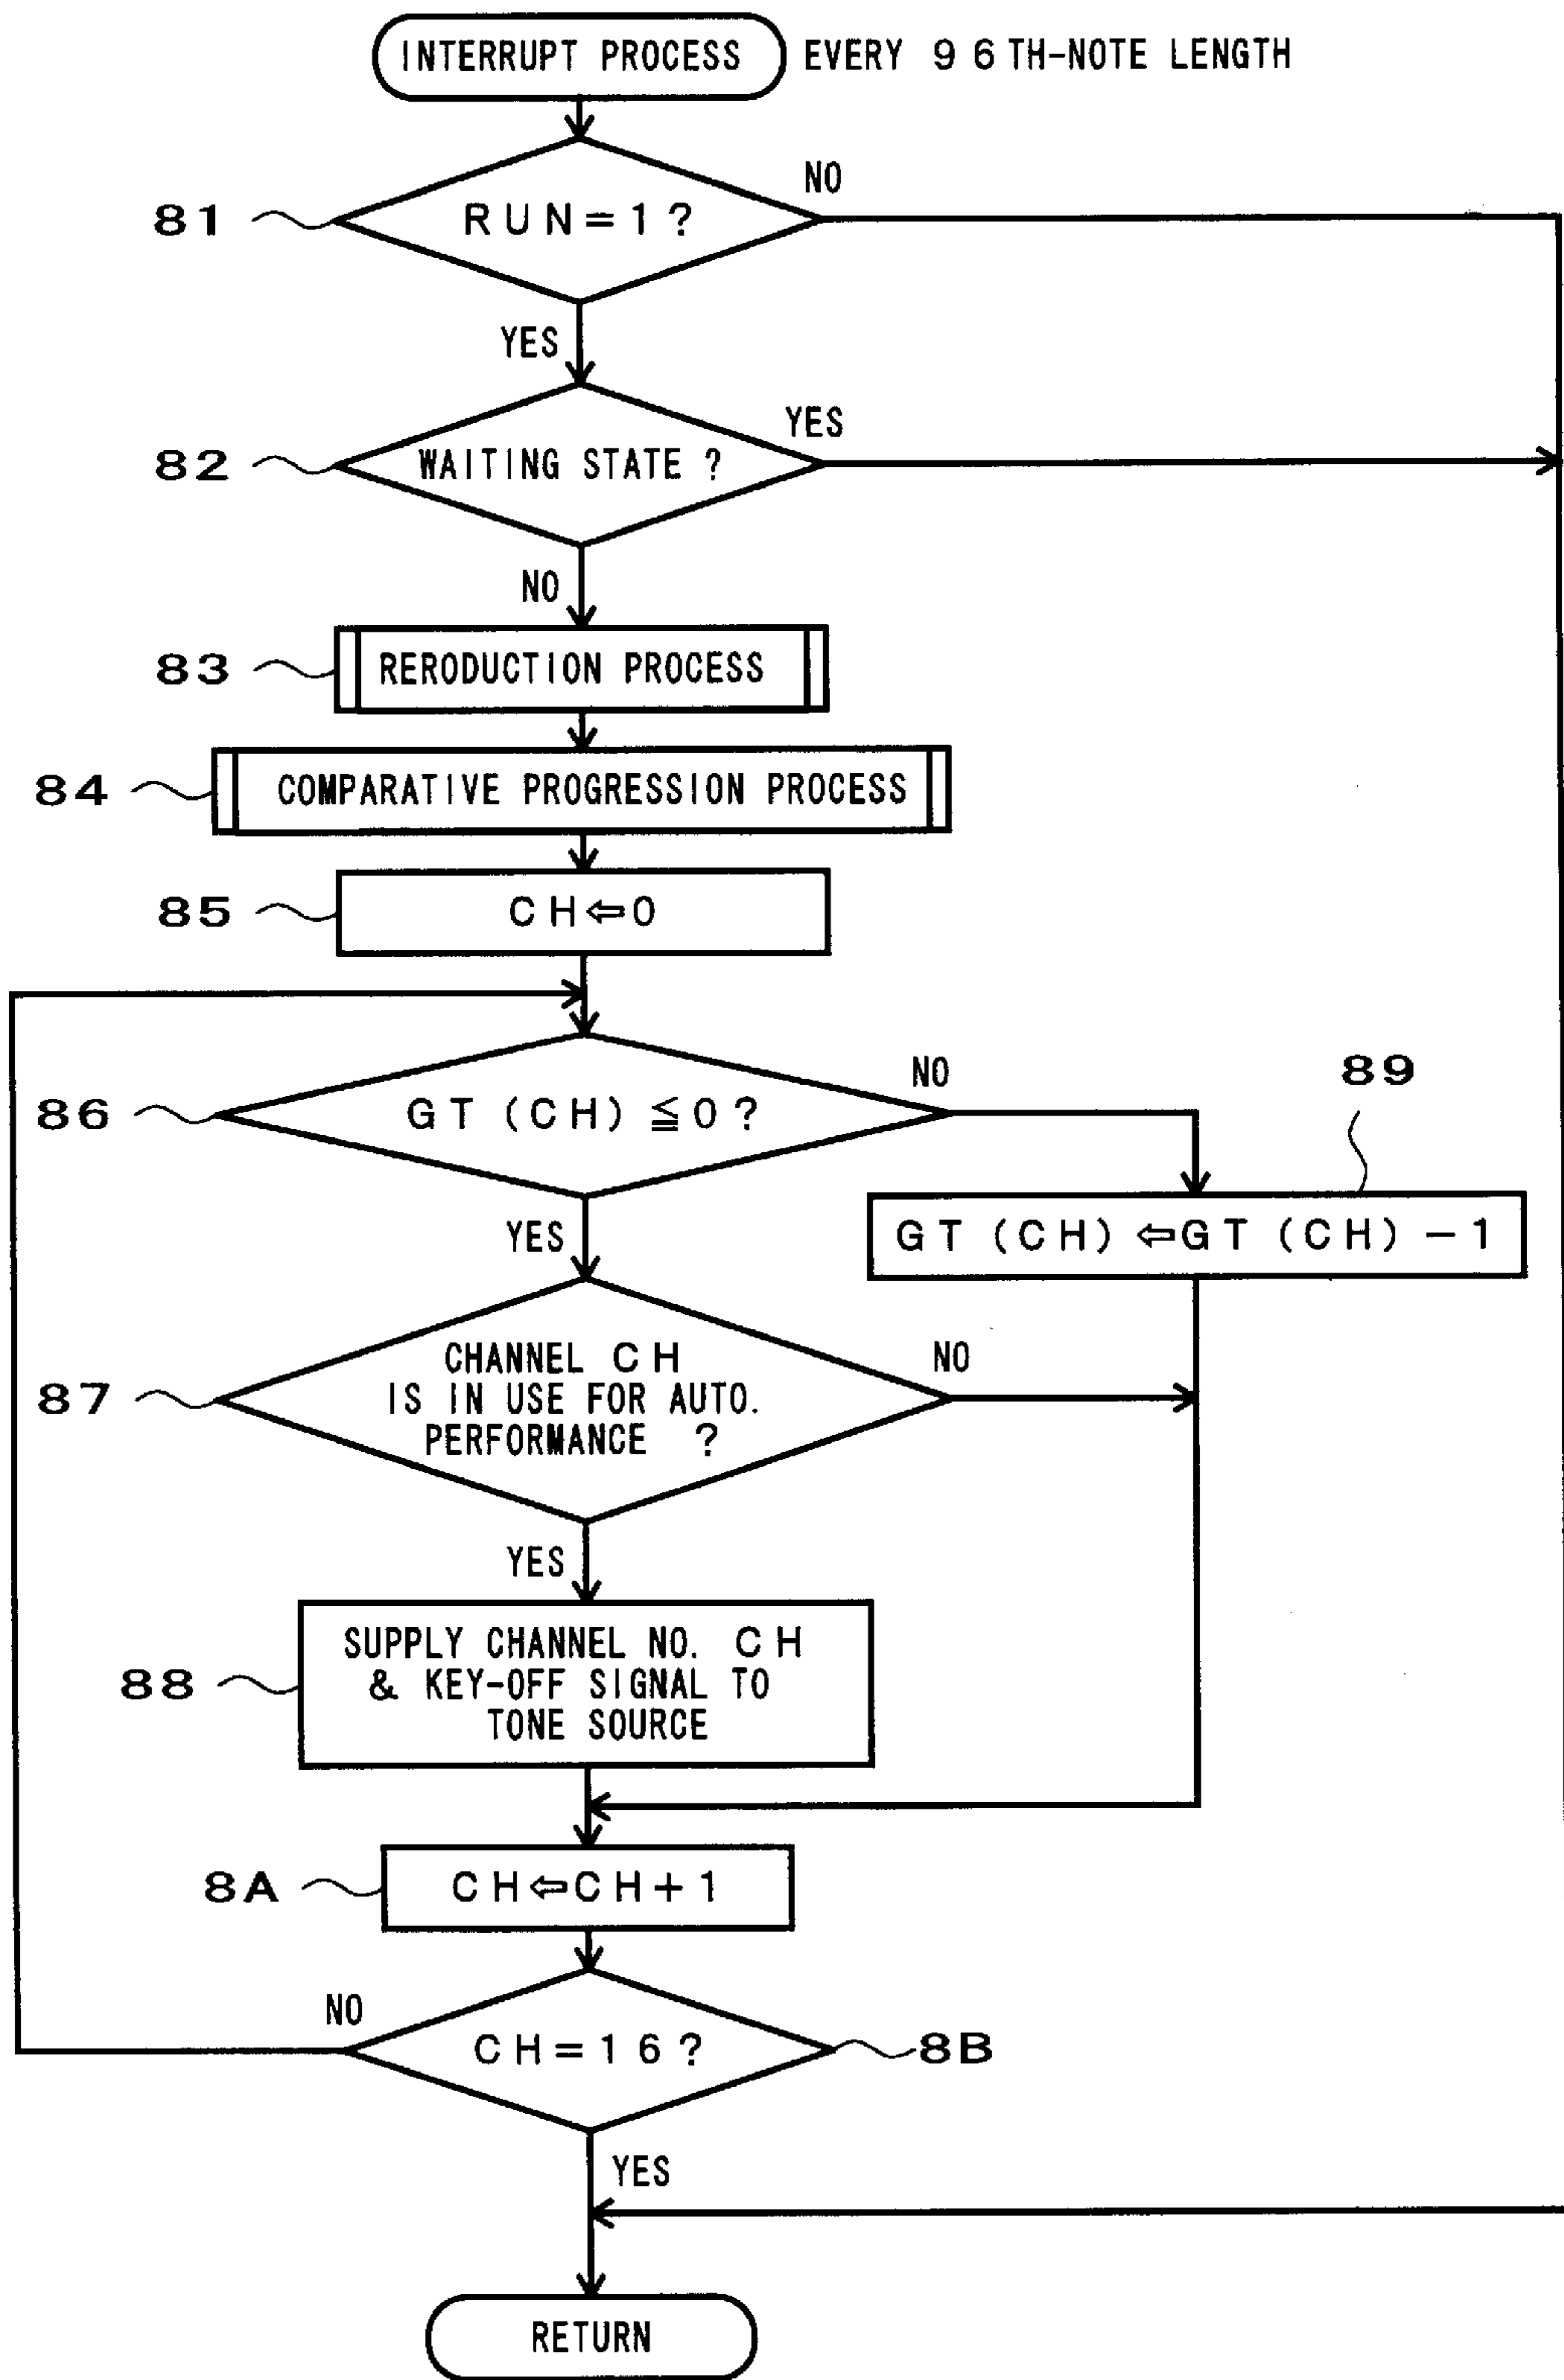 INTERRUPT PROCESS EVERY 96TH-NOTE LENGTH
NO
81 RUN=1?
YES
YES
82 WAITING STATE ?
NO
83 RERODUCTION PROCESS
84 COMPARATIVE PROGRESSION PROCESS
85 CH⇦0
NO
89
86 GT (CH) ≦0?
YES
GT (CH) ⇦GT (CH) −1
CHANNEL CH
NO
87 IS IN USE FOR AUTO.
PERFORMANCE ?
YES
SUPPLY CHANNEL NO. CH
88 & KEY-OFF SIGNAL TO
TONE SOURCE
8A CH⇦CH+1
NO
CH=16? 8B
YES
RETURN